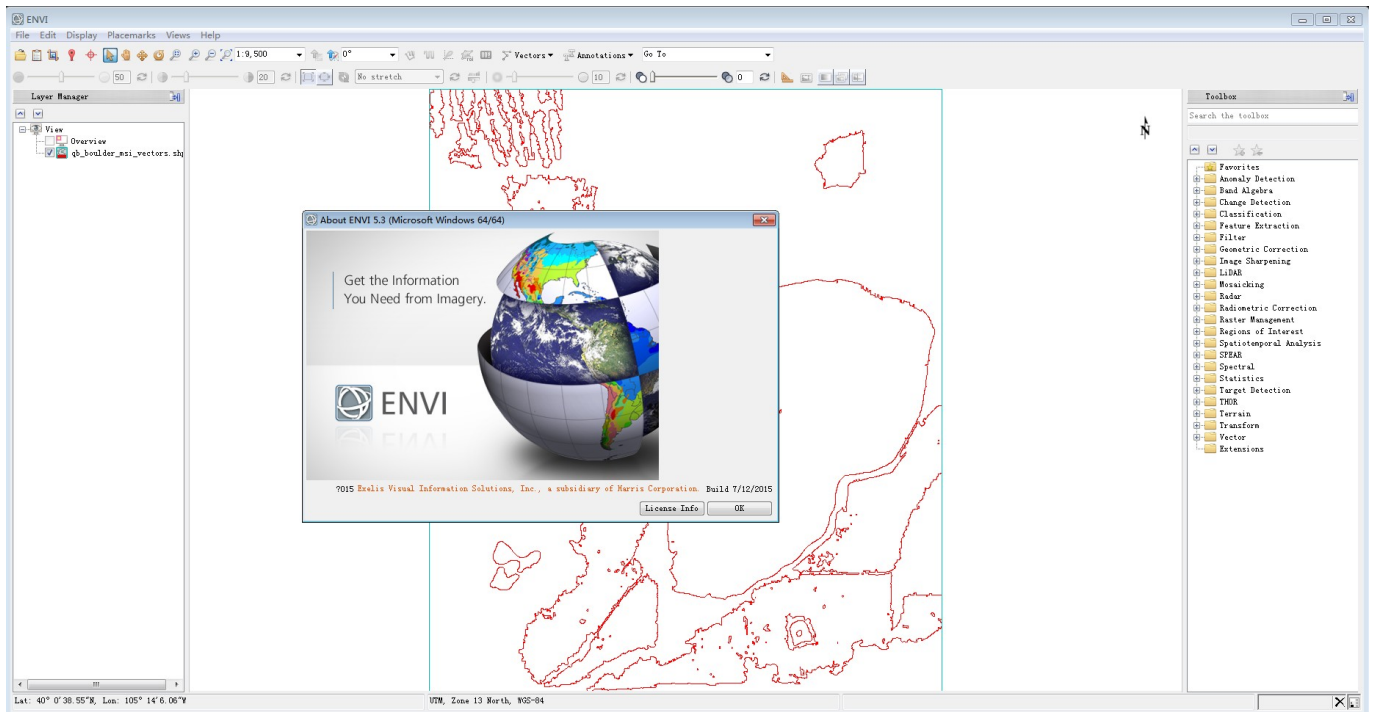 ENVI
File Edit Display Placemarks Views Help
1:9,500 0° Vectors Annotations Go To
50 20 No stretch 10 0
Layer Manager
View
Overview
qb_boulder_msi_vectors.shp
N
About ENVI 5.3 (Microsoft Windows 64/64)
Get the Information
You Need from Imagery.
ENVI
?015 Exelis Visual Information Solutions, Inc., a subsidiary of Harris Corporation. Build 7/12/2015
License Info OK
Toolbox
Search the toolbox
Favorites
Anomaly Detection
Band Algebra
Change Detection
Classification
Feature Extraction
Filter
Geometric Correction
Image Sharpening
LiDAR
Mosaicking
Radar
Radiometric Correction
Raster Management
Regions of Interest
Spatiotemporal Analysis
SPEAR
Spectral
Statistics
Target Detection
THOR
Terrain
Transform
Vector
Extensions
Lat: 40° 0'38.55"N, Lon: 105° 14'6.06"W
UTM, Zone 13 North, WGS-84